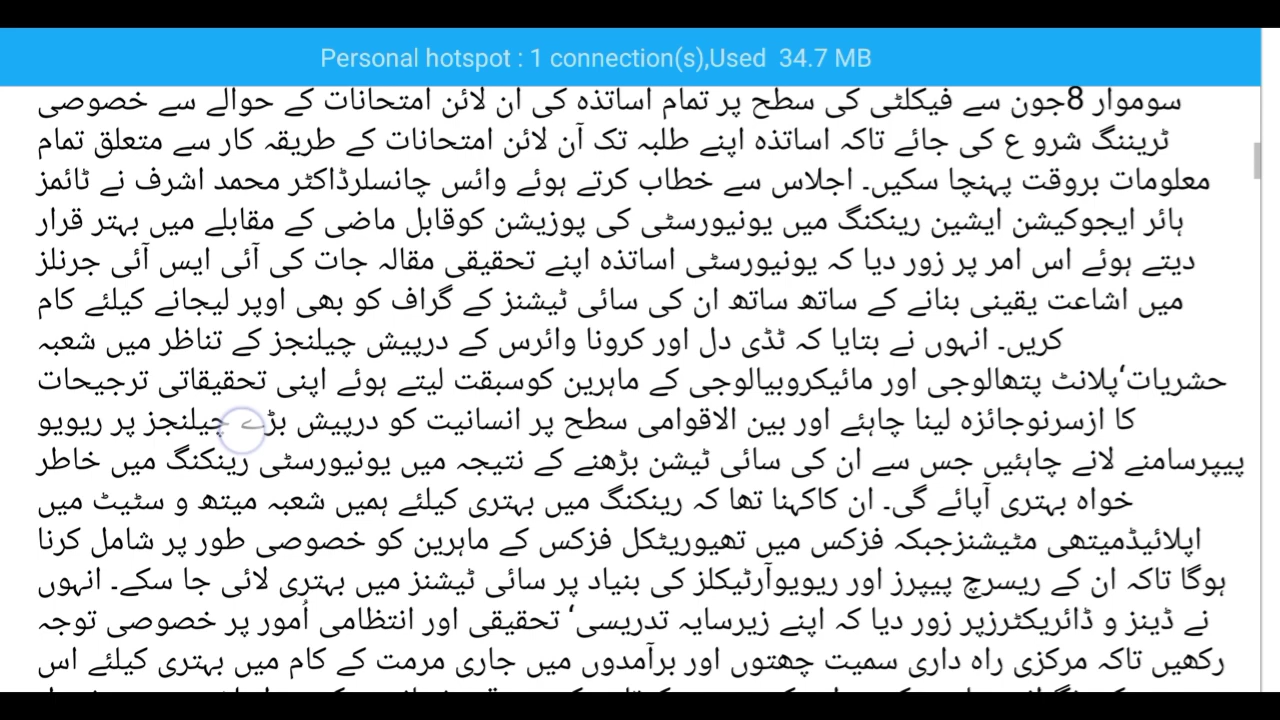 Personal hotspot : 1 connection(s),Used 34.7 MB
سوموار 8جون سے فیکلٹی کی سطح پر تمام اساتذہ کی ان لائن امتحانات کے حوالے سے خصوصی
ٹریننگ شرو ع کی جائے تاکہ اساتذہ اپنے طلبہ تک آن لائن امتحانات کے طریقہ کار سے متعلق تمام
معلومات بروقت پہنچا سکیں۔ اجلاس سے خطاب کرتے ہوئے وائس چانسلرڈاکٹر محمد اشرف نے ٹائمز
ہائر ایجوکیشن ایشین رینکنگ میں یونیورسٹی کی پوزیشن کوقابل ماضی کے مقابلے میں بہتر قرار
دیتے ہوئے اس امر پر زور دیا کہ یونیورسٹی اساتذہ اپنے تحقیقی مقالہ جات کی آئی ایس آئی جرنلز
میں اشاعت یقینی بنانے کے ساتھ ساتھ ان کی سائی ٹیشنز کے گراف کو بھی اوپر لیجانے کیلئے کام
کریں۔ انہوں نے بتایا کہ ٹڈی دل اور کرونا وائرس کے درپیش چیلنجز کے تناظر میں شعبہ
حشریات‘پلانٹ پتھالوجی اور مائیکروبیالوجی کے ماہرین کوسبقت لیتے ہوئے اپنی تحقیقاتی ترجیحات
کا ازسرنوجائزہ لینا چاہئے اور بین الاقوامی سطح پر انسانیت کو درپیش بڑے چیلنجز پر ریویو
پیپرسامنے لانے چاہئیں جس سے ان کی سائی ٹیشن بڑھنے کے نتیجہ میں یونیورسٹی رینکنگ میں خاطر
خواہ بہتری آپائے گی۔ ان کاکہنا تھا کہ رینکنگ میں بہتری کیلئے ہمیں شعبہ میتھ و سٹیٹ میں
اپلائیڈمیتھی مٹیشنزجبکہ فزکس میں تھیوریٹکل فزکس کے ماہرین کو خصوصی طور پر شامل کرنا
ہوگا تاکہ ان کے ریسرچ پیپرز اور ریویوآرٹیکلز کی بنیاد پر سائی ٹیشنز میں بہتری لائی جا سکے۔ انہوں
نے ڈینز و ڈائریکٹرزپر زور دیا کہ اپنے زیرسایہ تدریسی‘ تحقیقی اور انتظامی اُمور پر خصوصی توجہ
رکھیں تاکہ مرکزی راہ داری سمیت چھتوں اور برآمدوں میں جاری مرمت کے کام میں بہتری کیلئے اس